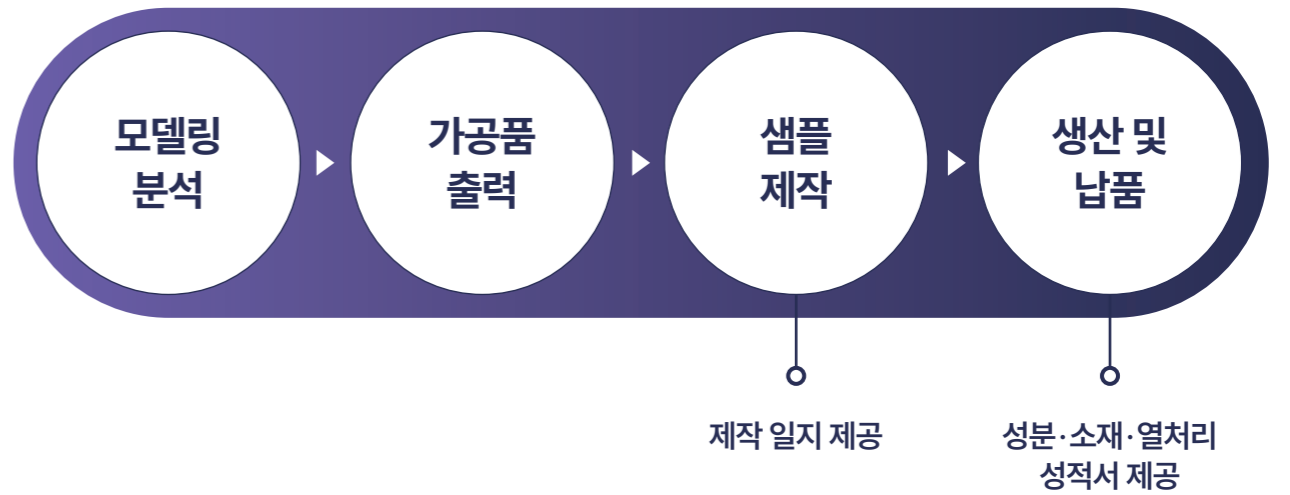 모델링
분석
가공품
출력
샘플
제작
생산 및
납품
제작 일지 제공
성분·소재·열처리
성적서 제공